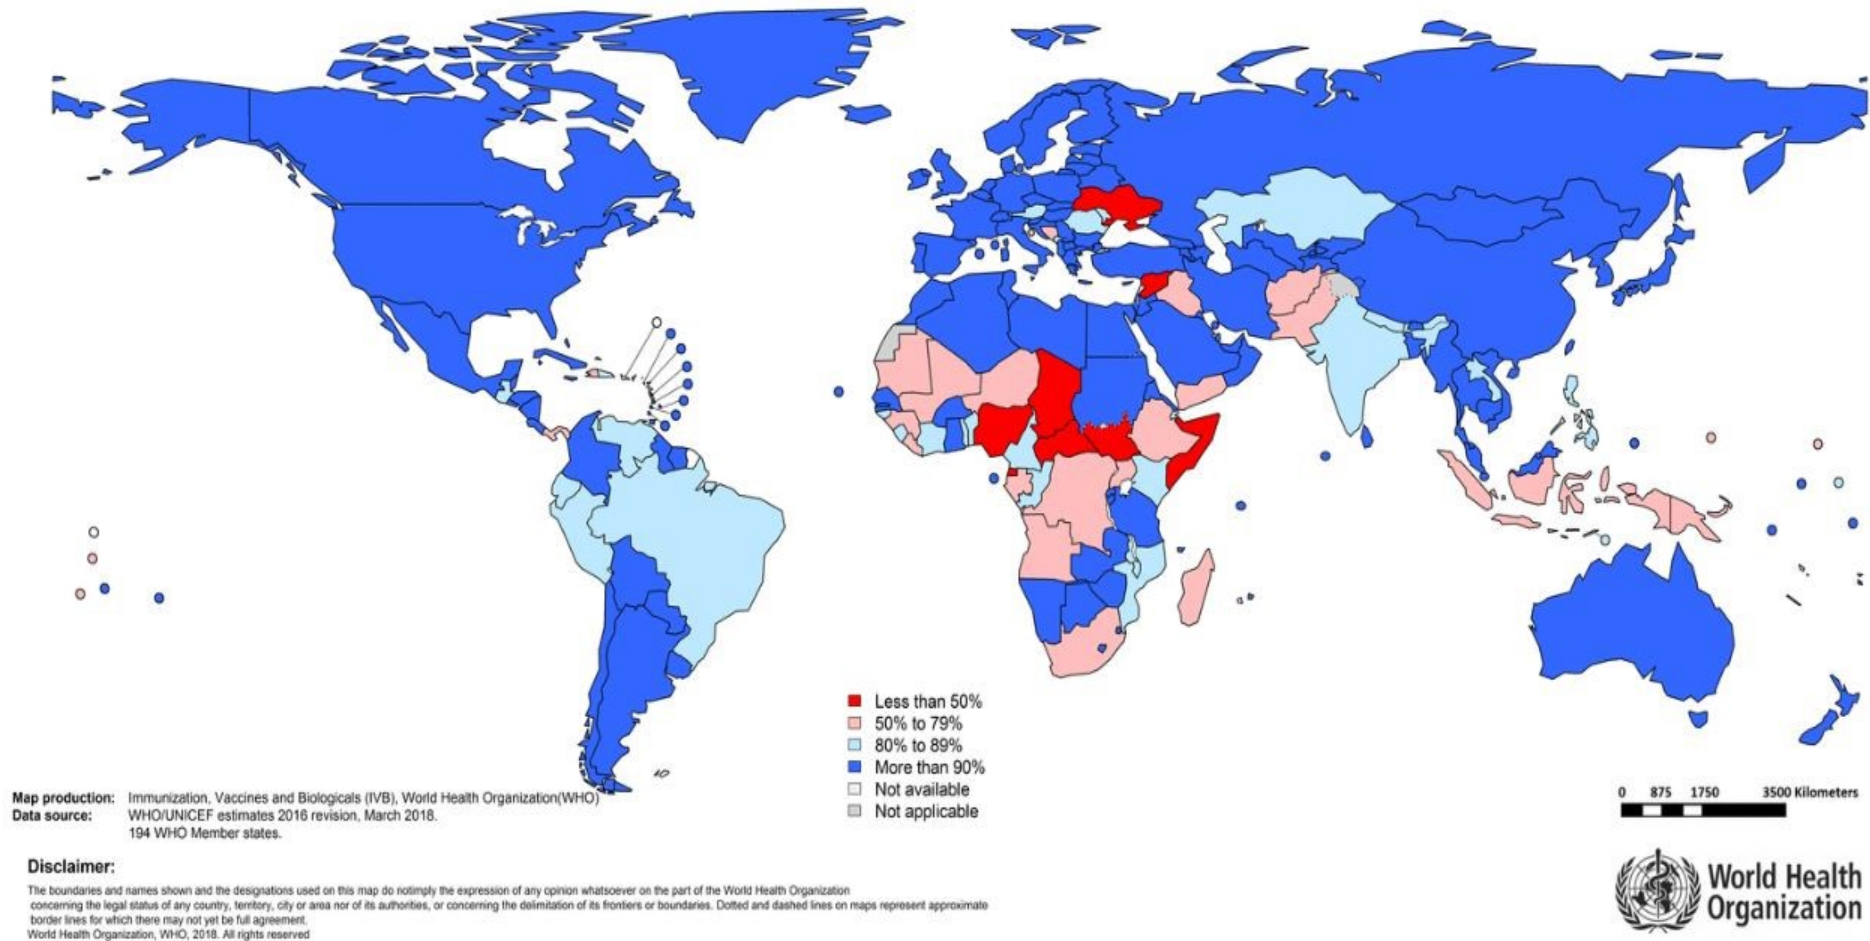 Less than 50%
50% to 79%
80% to 89%
More than 90%
Not available
Not applicable
Map production: Immunization, Vaccines and Biologicals (IVB), World Health Organization(WHO)
Data source: WHO/UNICEF estimates 2016 revision, March 2018.
194 WHO Member states.
0 875 1750 3500 Kilometers
Disclaimer:
The boundaries and names shown and the designations used on this map do notimply the expression of any opinion whatsoever on the part of the World Health Organization
concerning the legal status of any country, territory, city or area nor of its authorities, or concerning the delimitation of its frontiers or boundaries. Dotted and dashed lines on maps represent approximate
border lines for which there may not yet be full agreement.
World Health Organization, WHO, 2018. All rights reserved
World Health
Organization